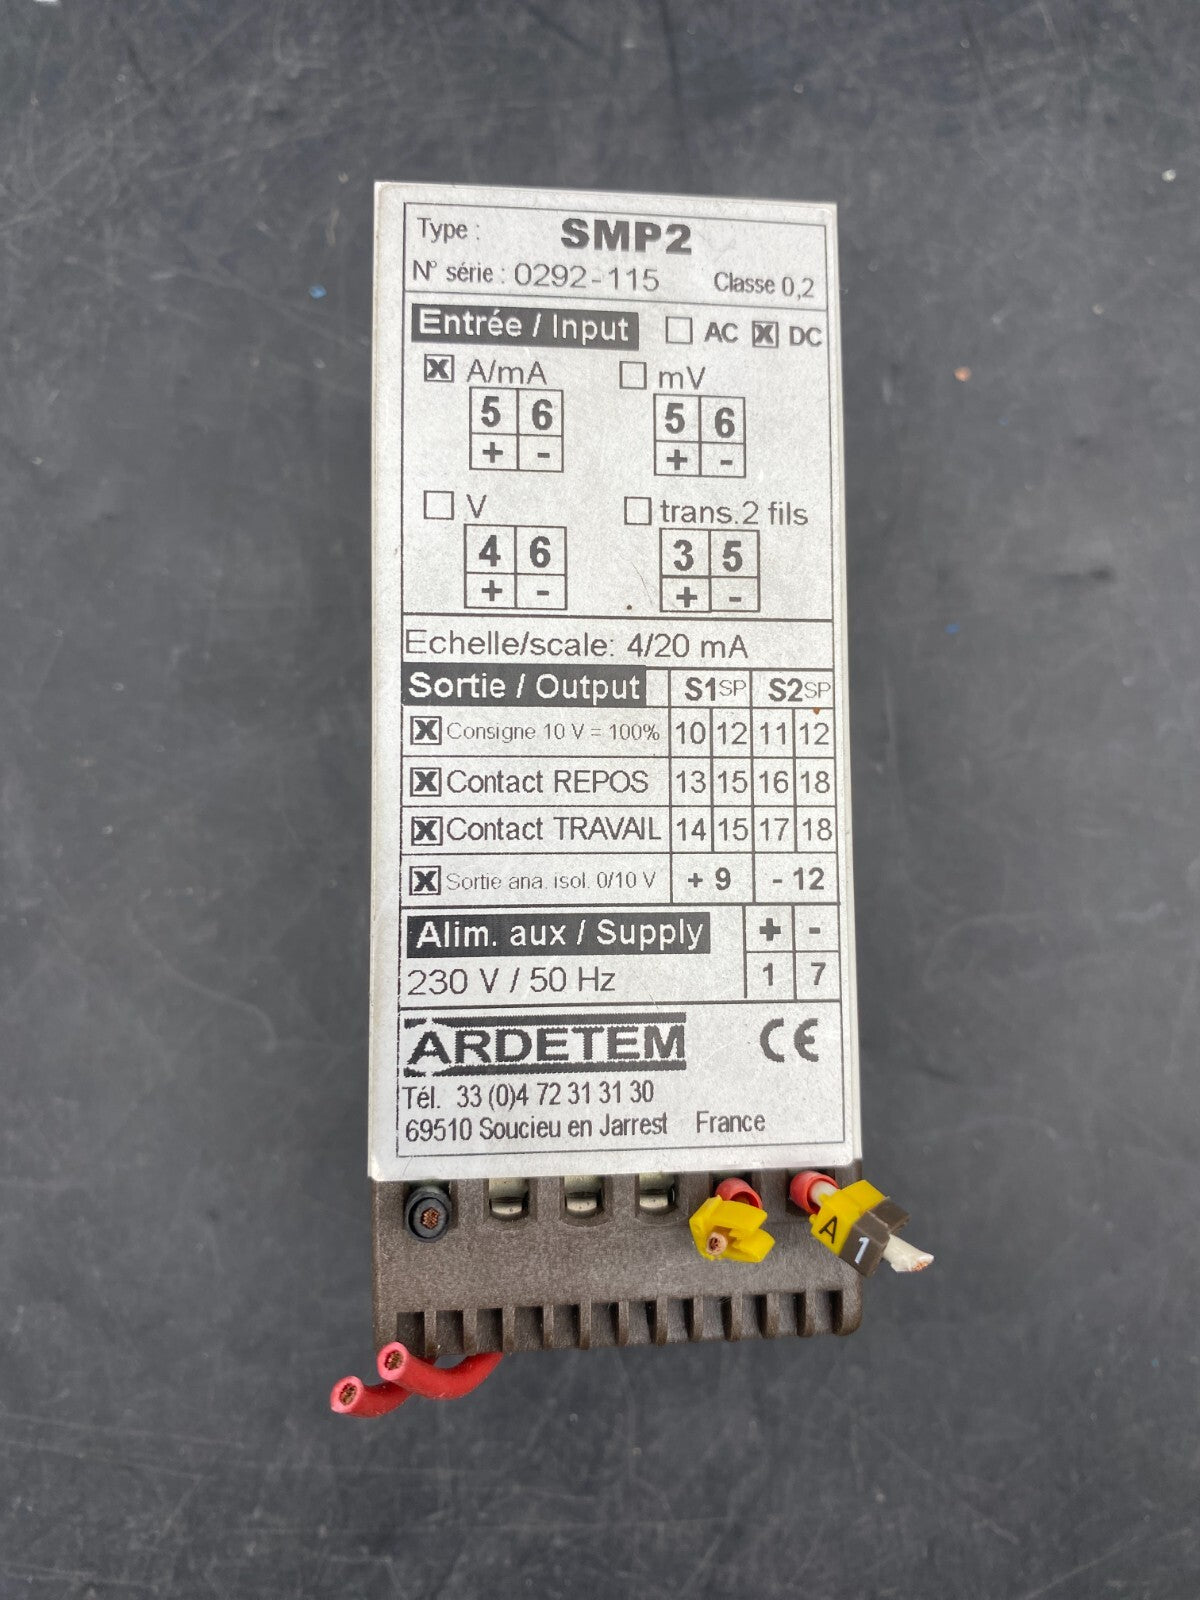 Type : SMP2
N° série : 0292-115 Classe 0,2
Entrée / Input AC X DC
X A/mA mV
5 6 5 6
+ - + -
V trans.2 fils
4 6 3 5
+ - + -
Echelle/scale: 4/20 mA
Sortie / Output S1SP S2SP
X Consigne 10 V = 100% 10 12 11 12
X Contact REPOS 13 15 16 18
X Contact TRAVAIL 14 15 17 18
X Sortie ana. isol. 0/10 V + 9 - 12
Alim. aux / Supply + -
230 V / 50 Hz 1 7
ARDETEM CE
Tél. 33 (0)4 72 31 31 30
69510 Soucieu en Jarrest France
A 1